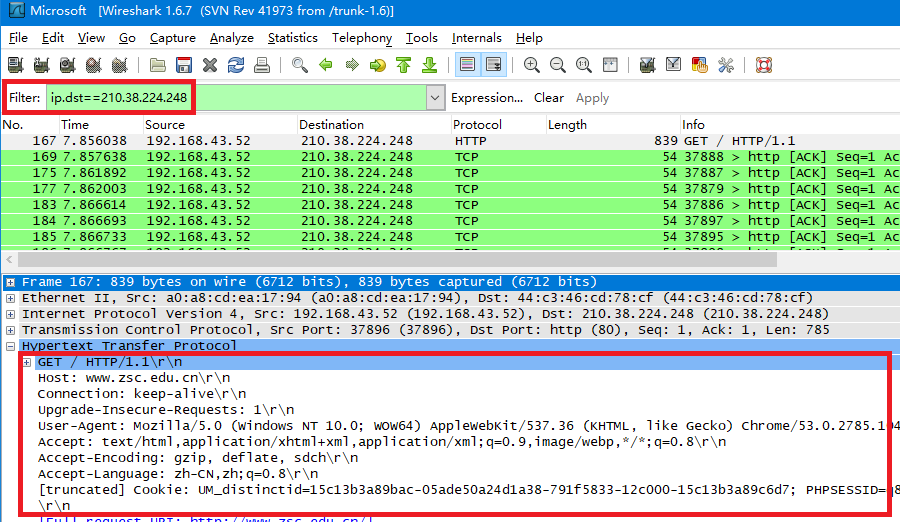 Microsoft [Wireshark 1.6.7 (SVN Rev 41973 from /trunk-1.6)]
File Edit View Go Capture Analyze Statistics Telephony Tools Internals Help
Filter: ip.dst==210.38.224.248 Expression... Clear Apply
No. Time Source Destination Protocol Length Info
167 7.856038 192.168.43.52 210.38.224.248 HTTP 839 GET / HTTP/1.1
169 7.857638 192.168.43.52 210.38.224.248 TCP 54 37888 > http [ACK] Seq=1 Ac
175 7.861892 192.168.43.52 210.38.224.248 TCP 54 37887 > http [ACK] Seq=1 Ac
177 7.862003 192.168.43.52 210.38.224.248 TCP 54 37879 > http [ACK] Seq=1 Ac
183 7.866614 192.168.43.52 210.38.224.248 TCP 54 37886 > http [ACK] Seq=1 Ac
184 7.866693 192.168.43.52 210.38.224.248 TCP 54 37897 > http [ACK] Seq=1 Ac
185 7.866733 192.168.43.52 210.38.224.248 TCP 54 37895 > http [ACK] Seq=1 Ac
Frame 167: 839 bytes on wire (6712 bits), 839 bytes captured (6712 bits)
Ethernet II, Src: a0:a8:cd:ea:17:94 (a0:a8:cd:ea:17:94), Dst: 44:c3:46:cd:78:cf (44:c3:46:cd:78:cf)
Internet Protocol Version 4, Src: 192.168.43.52 (192.168.43.52), Dst: 210.38.224.248 (210.38.224.248)
Transmission Control Protocol, Src Port: 37896 (37896), Dst Port: http (80), Seq: 1, Ack: 1, Len: 785
Hypertext Transfer Protocol
GET / HTTP/1.1\r\n
Host: www.zsc.edu.cn\r\n
Connection: keep-alive\r\n
Upgrade-Insecure-Requests: 1\r\n
User-Agent: Mozilla/5.0 (Windows NT 10.0; WOW64) AppleWebKit/537.36 (KHTML, like Gecko) Chrome/53.0.2785.104
Accept: text/html,application/xhtml+xml,application/xml;q=0.9,image/webp,*/*;q=0.8\r\n
Accept-Encoding: gzip, deflate, sdch\r\n
Accept-Language: zh-CN,zh;q=0.8\r\n
[truncated] Cookie: UM_distinctid=15c13b3a89bac-05ade50a24d1a38-791f5833-12c000-15c13b3a89c6d7; PHPSESSID=q8
\r\n
[Full request URI: http://www.zsc.edu.cn/]